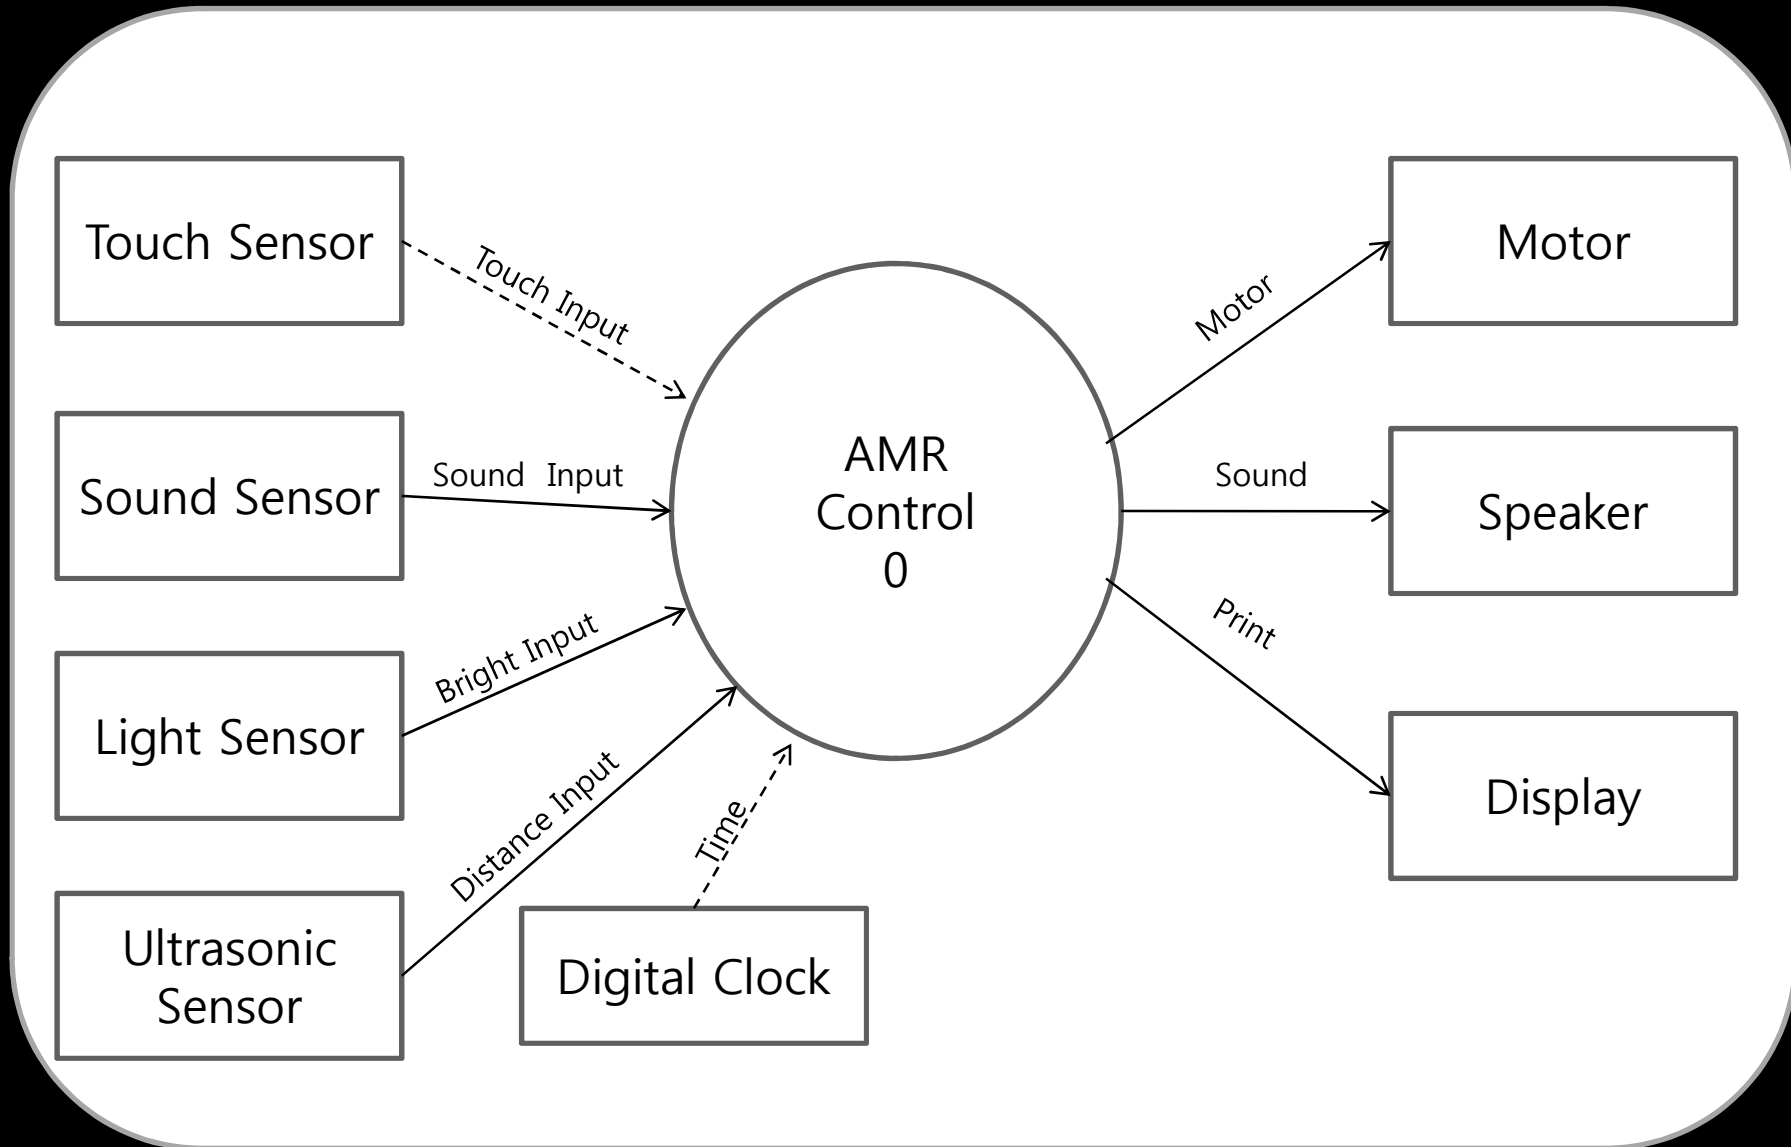 Touch Sensor
Touch Input
Sound Sensor
Sound Input
Light Sensor
Bright Input
Ultrasonic
Sensor
Distance Input
Digital Clock
Time
AMR
Control
0
Motor
Motor
Sound
Speaker
Print
Display